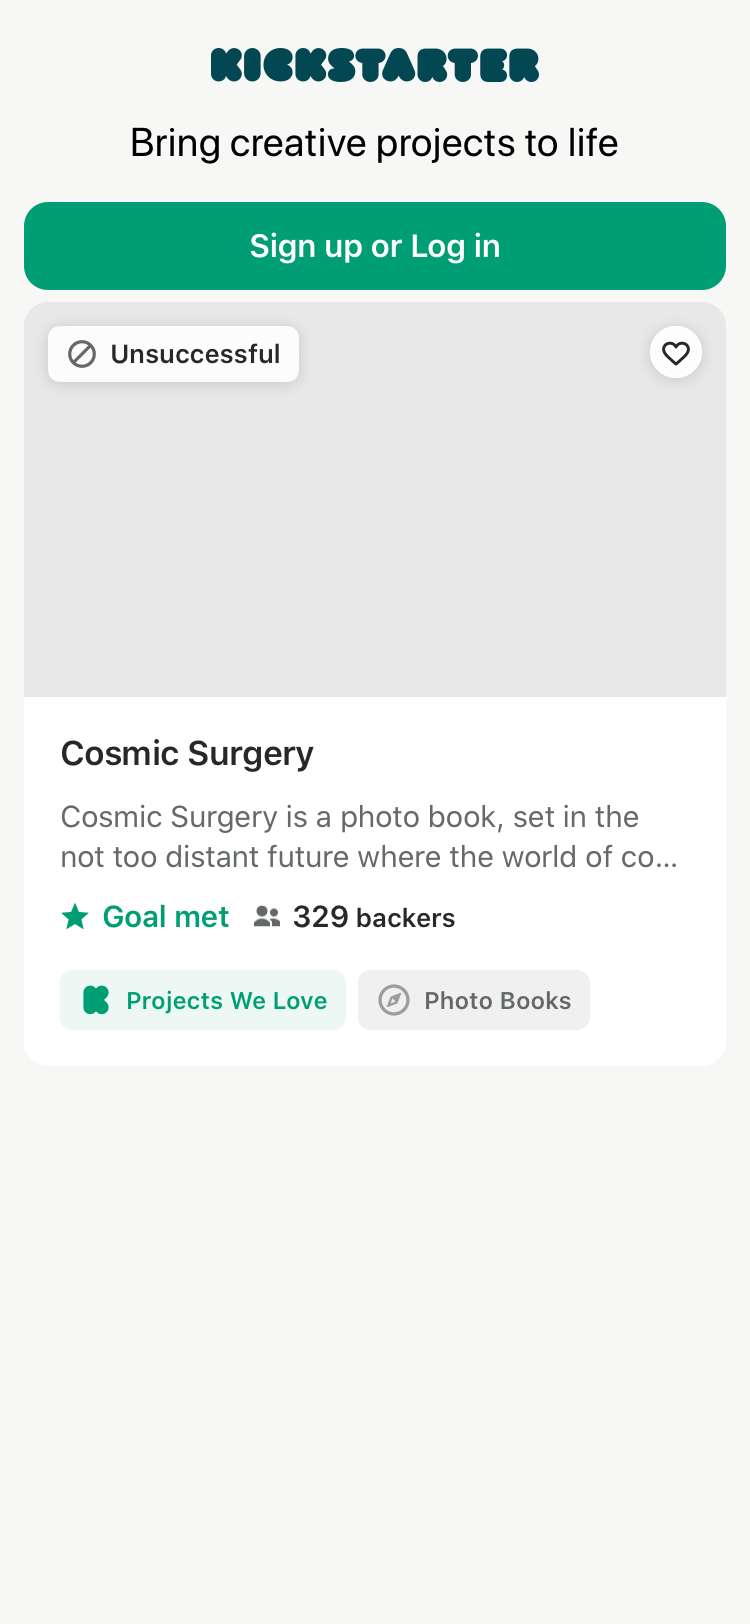 KICKSTARTER
Bring creative projects to life
Sign up or Log in
Unsuccessful
Cosmic Surgery
Cosmic Surgery is a photo book, set in the
not too distant future where the world of co...
Goal met 329 backers
Projects We Love Photo Books